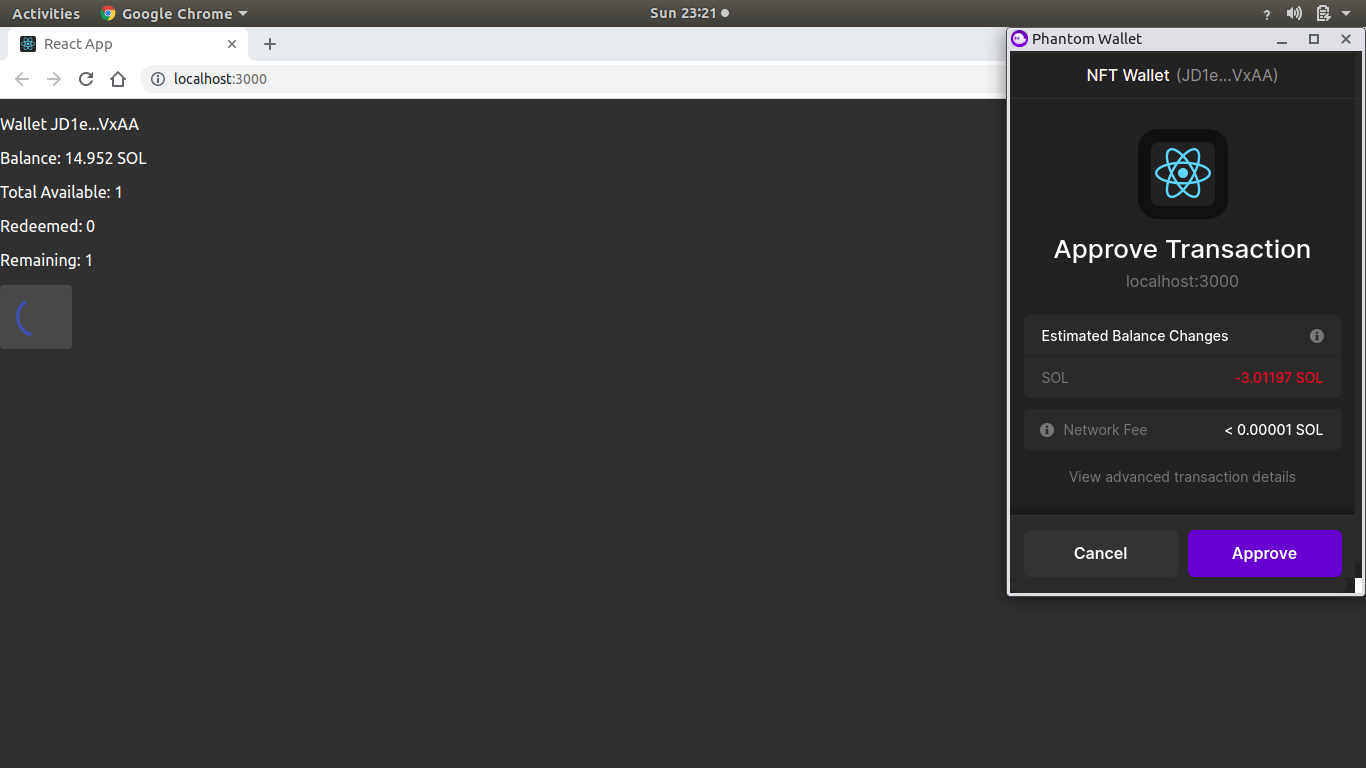 Activities Google Chrome Sun 23:21 ?
React App
Phantom Wallet
localhost:3000
NFT Wallet (JD1e...VxAA)
Wallet JD1e...VxAA
Balance: 14.952 SOL
Total Available: 1
Redeemed: 0
Remaining: 1
Approve Transaction
localhost:3000
Estimated Balance Changes
SOL -3.01197 SOL
Network Fee < 0.00001 SOL
View advanced transaction details
Cancel Approve